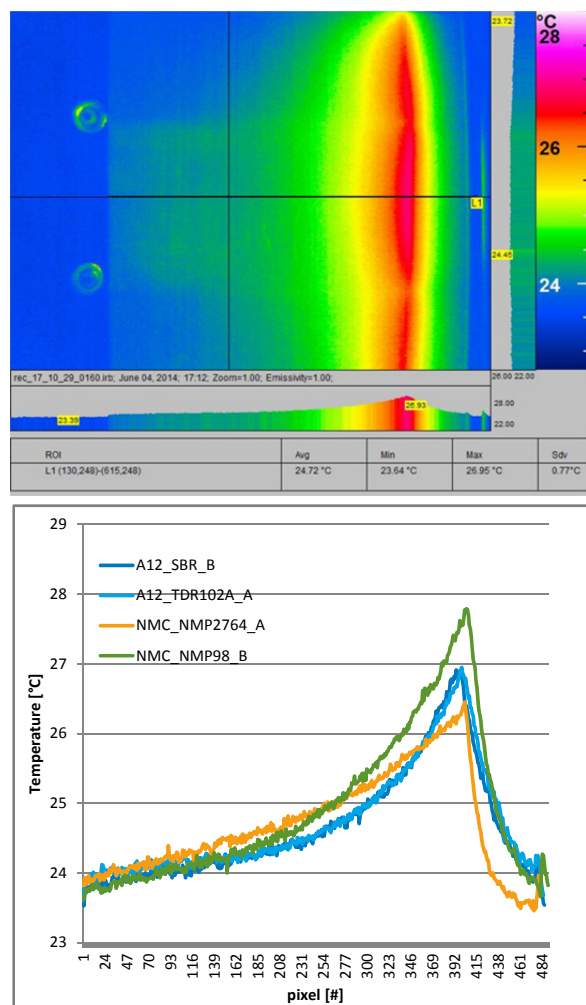 °C
23.72
28
26
L1
24.45
24
rec_17_10_29_0160.irb; June 04, 2014; 17:12; Zoom=1.00; Emissivity=1.00;
26.00 22.00
28.00
26.93
23.39
22.00
ROI Avg Min Max Sdv
L1 (130,248)-(615,248) 24.72 °C 23.64 °C 26.95 °C 0.77°C
29
A12_SBR_B
28
A12_TDR102A_A
NMC_NMP2764_A
27
NMC_NMP98_B
26
25
24
23
Temperature [°C]
1 24 47 70 93 116 139 162 185 208 231 254 277 300 323 346 369 392 415 438 461 484
pixel [#]